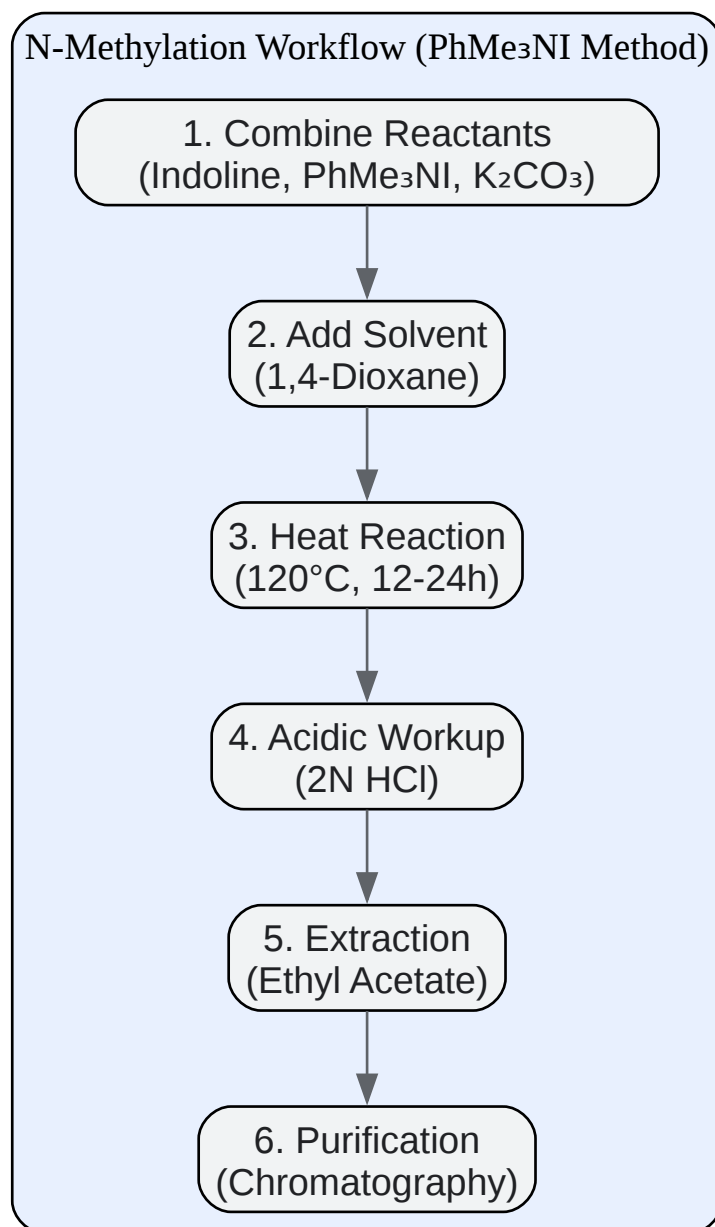 N-Methylation Workflow (PhMe₃NI Method)
1. Combine Reactants
(Indoline, PhMe₃NI, K₂CO₃)
2. Add Solvent
(1,4-Dioxane)
3. Heat Reaction
(120°C, 12-24h)
4. Acidic Workup
(2N HCl)
5. Extraction
(Ethyl Acetate)
6. Purification
(Chromatography)